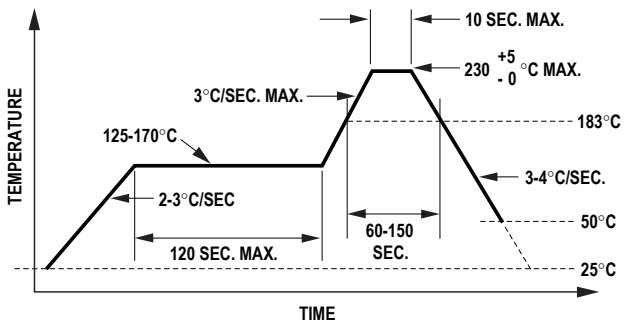 10 SEC. MAX.
230 +5 - 0 °C MAX.
3°C/SEC. MAX.
183°C
125-170°C
TEMPERATURE
2-3°C/SEC
3-4°C/SEC.
60-150
SEC.
50°C
120 SEC. MAX.
25°C
TIME